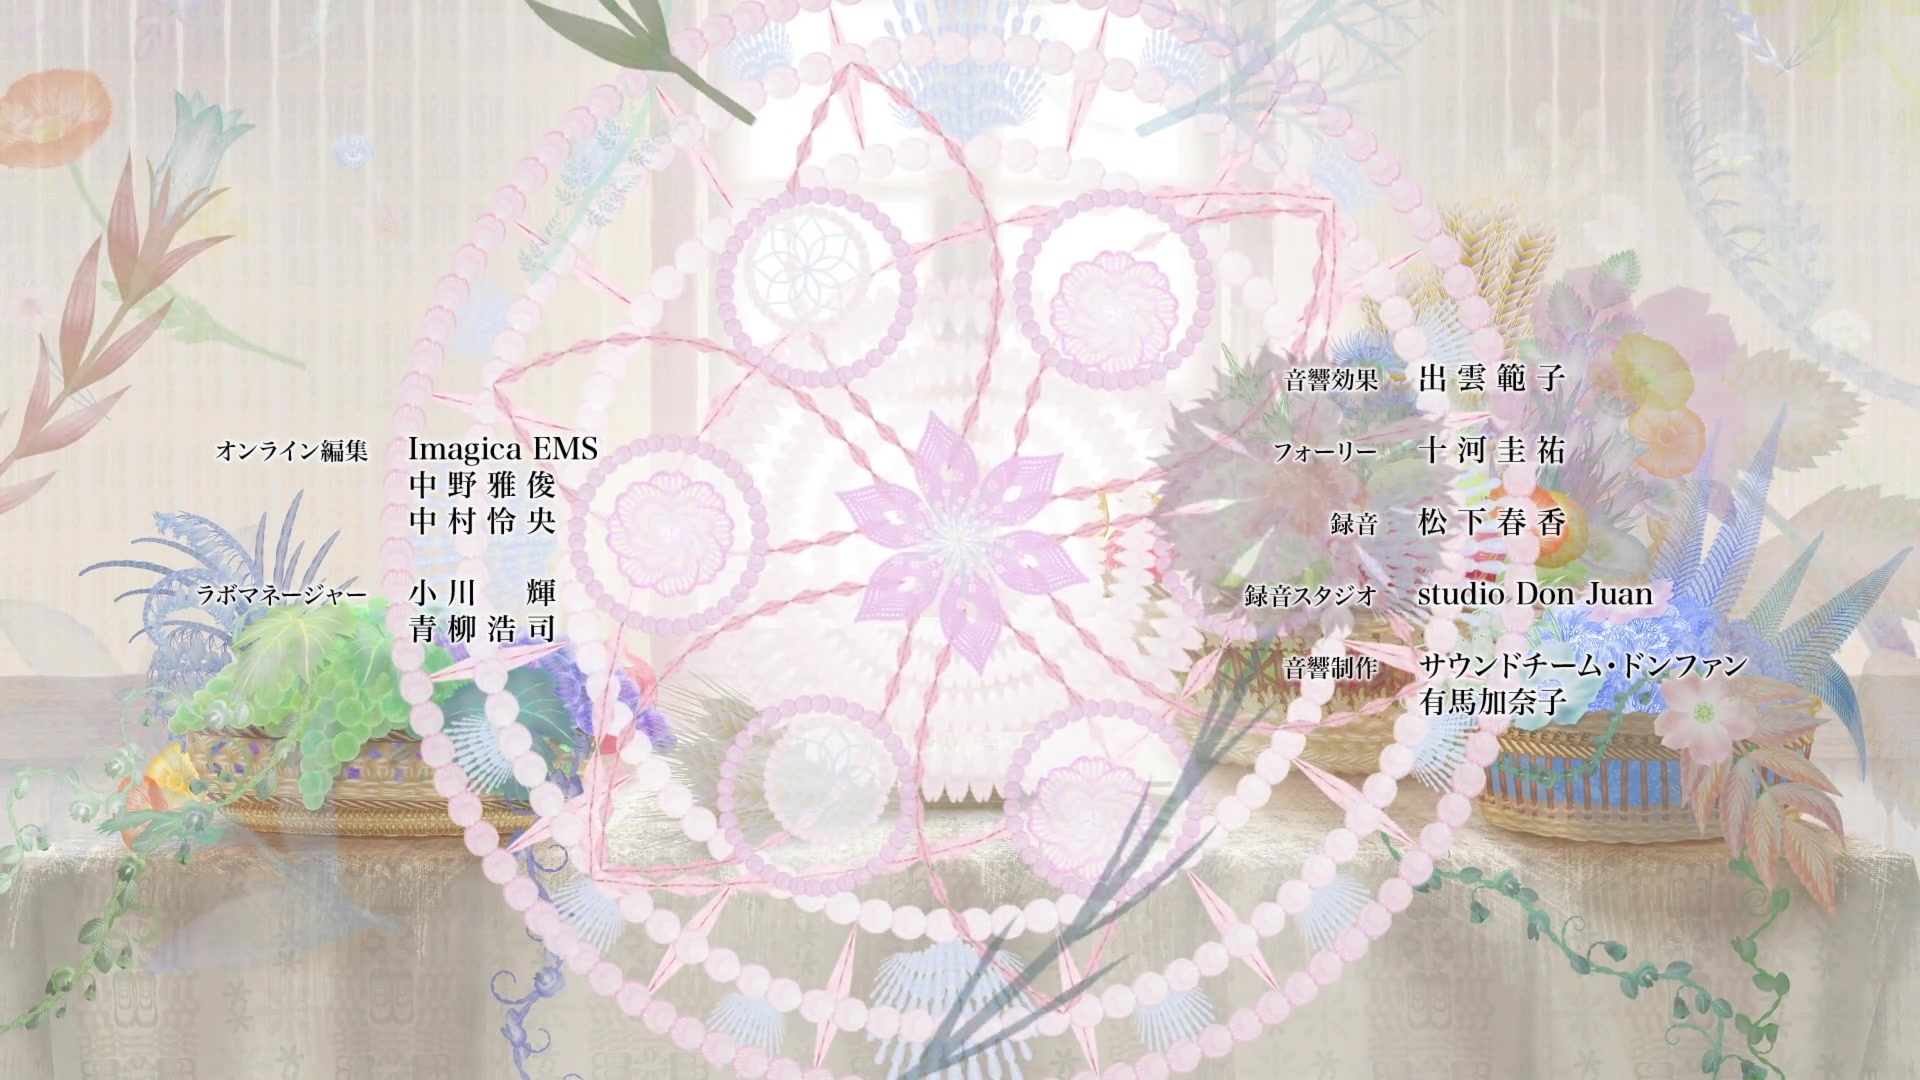 オンライン編集 Imagica EMS
中野雅俊
中村怜央
ラボマネージャー 小川 輝
青柳浩司
音響効果 出雲範子
フォーリー 十河圭祐
録音 松下春香
録音スタジオ studio Don Juan
音響制作 サウンドチーム・ドンファン
有馬加奈子